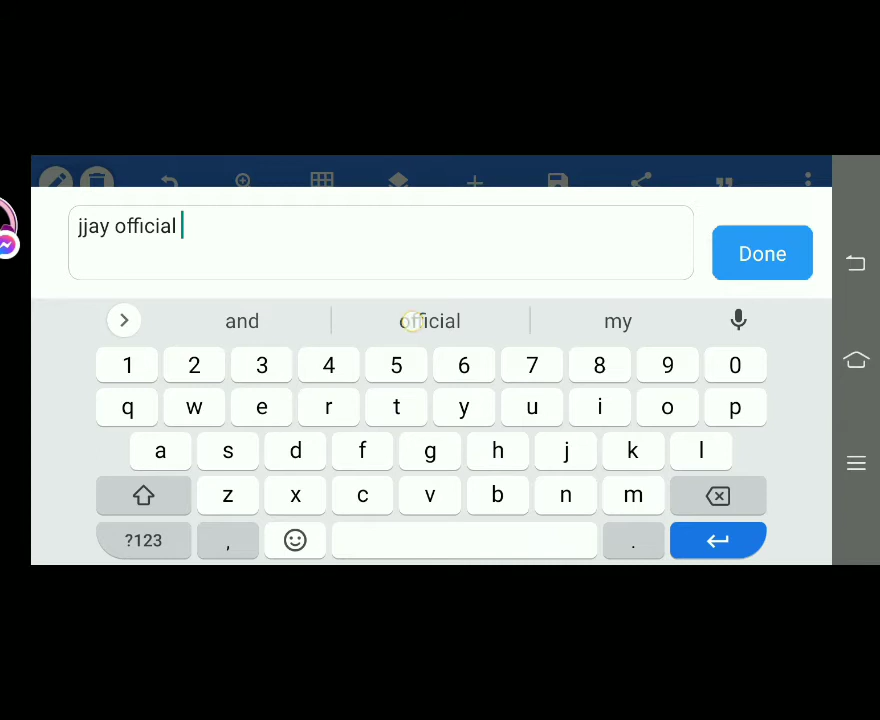 jjay official
Done
and official my
1 2 3 4 5 6 7 8 9 0
q w e r t y u i o p
a s d f g h j k l
z x c v b n m
?123 , .